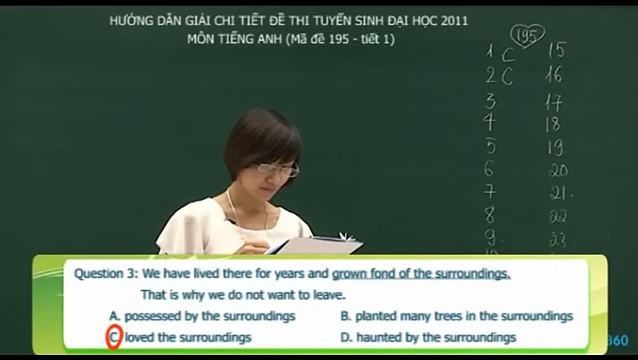 HƯỚNG DẪN GIẢI CHI TIẾT ĐỀ THI TUYỂN SINH ĐẠI HỌC 2011
MÔN TIẾNG ANH (Mã đề 195 - tiết 1)
195
1 C 15
2 C 16
3. 17
4 18
5 19
6 20
7 21.
8 22
9. 23.
Question 3: We have lived there for years and grown fond of the surroundings.
That is why we do not want to leave.
A. possessed by the surroundings B. planted many trees in the surroundings
C. loved the surroundings D. haunted by the surroundings
360